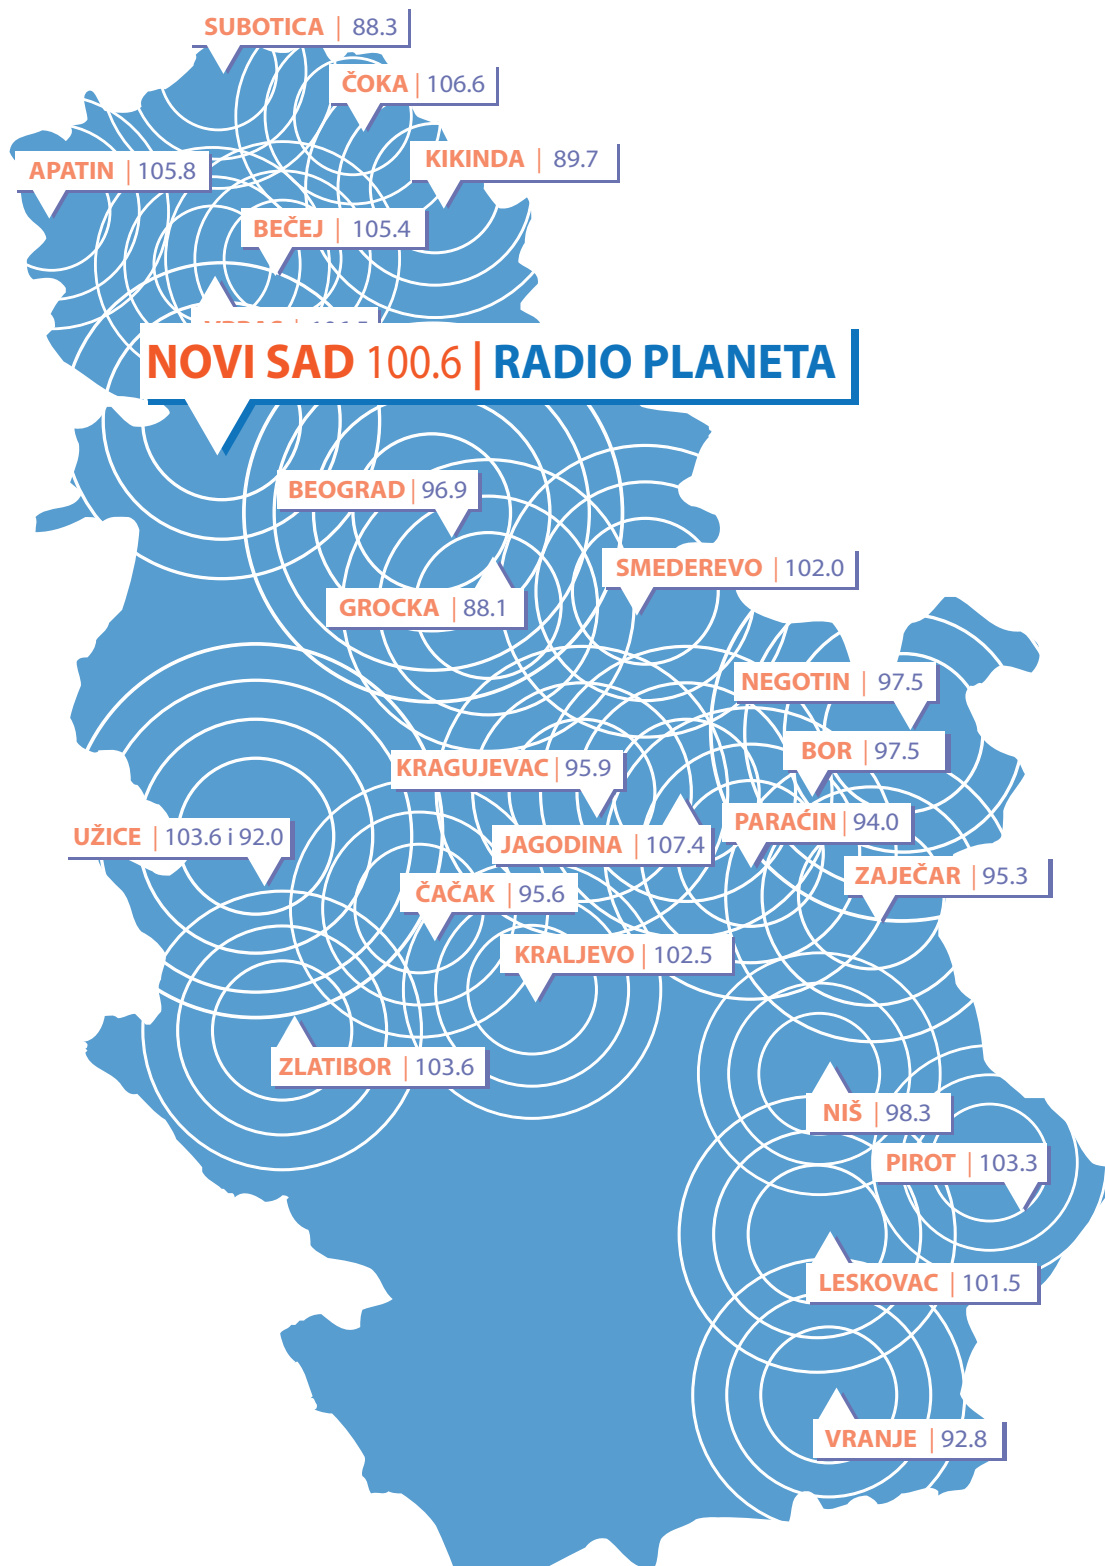 SUBOTICA | 88.3
ČOKA | 106.6
KIKINDA | 89.7
APATIN | 105.8
BEČEJ | 105.4
NOVI SAD 100.6 | RADIO PLANETA
BEOGRAD | 96.9
SMEDEREVO | 102.0
GROCKA | 88.1
NEGOTIN | 97.5
BOR | 97.5
KRAGUJEVAC | 95.9
PARAĆIN | 94.0
UŽICE | 103.6 i 92.0
JAGODINA | 107.4
ZAJEČAR | 95.3
ČAČAK | 95.6
KRALJEVO | 102.5
ZLATIBOR | 103.6
NIŠ | 98.3
PIROT | 103.3
LESKOVAC | 101.5
VRANJE | 92.8